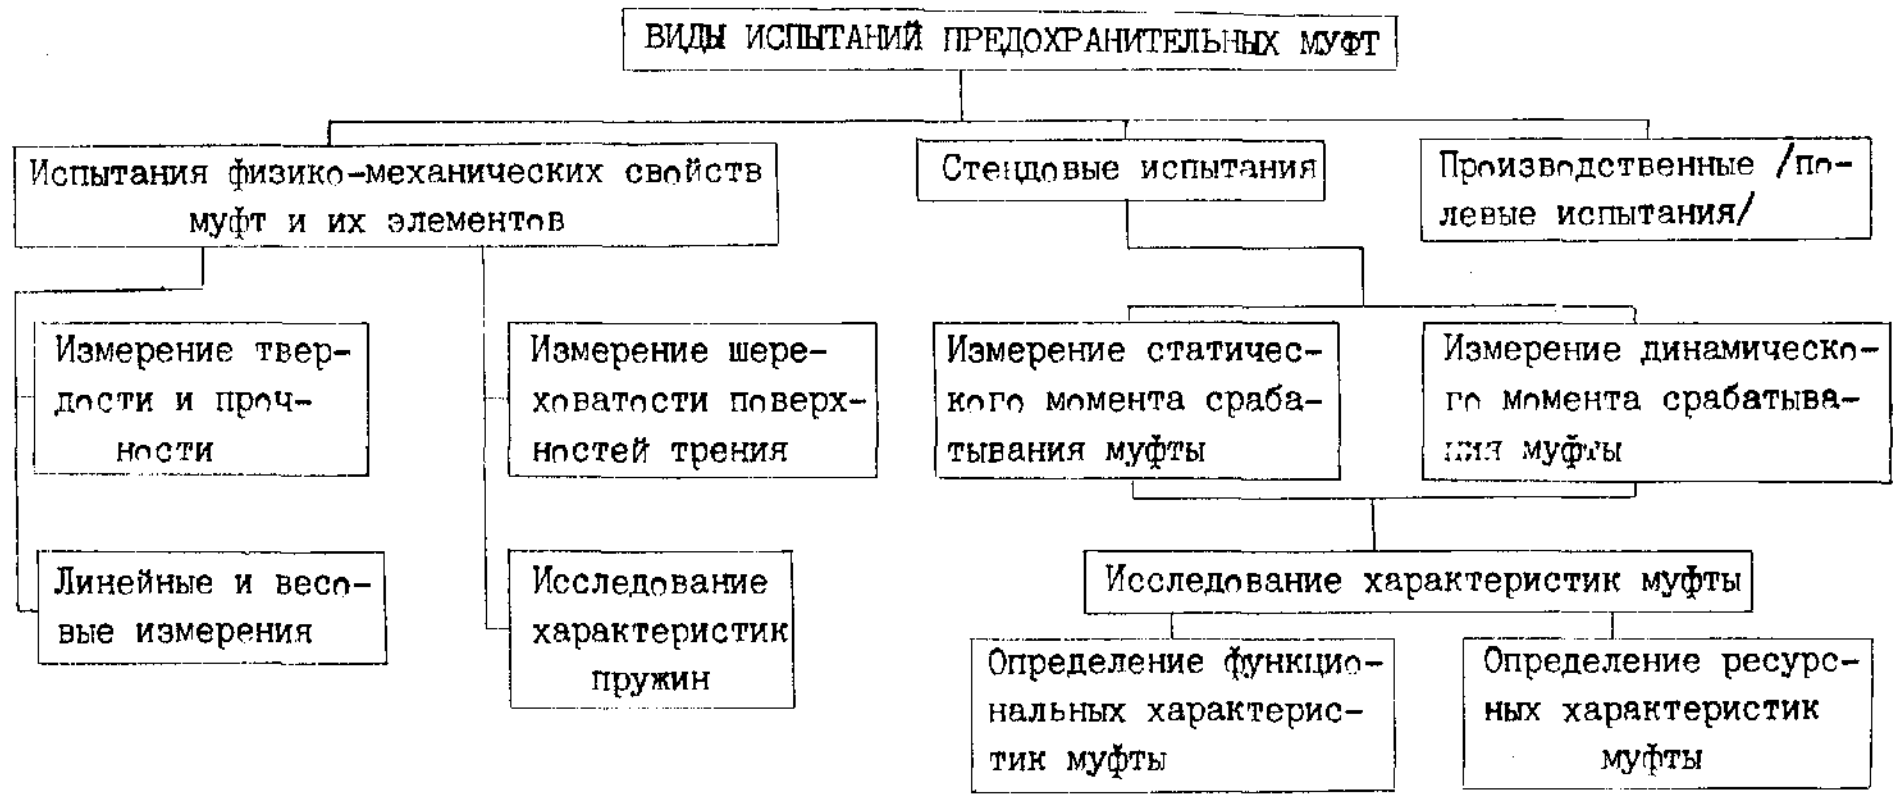 ВИДЫ ИСПЫТАНИЙ ПРЕДОХРАНИТЕЛЬНЫХ МУФТ
Испытания физико-механических свойств
муфт и их элементов
Стендовые испытания
Производственные /по-
левые испытания/
Измерение твер-
дости и проч-
ности
Измерение шере-
ховатости поверх-
ностей трения
Измерение статичес-
кого момента сраба-
тывания муфты
Измерение динамическо-
го момента срабатыва-
ния муфты
Линейные и весо-
вые измерения
Исследование
характеристик
пружин
Исследование характеристик муфты
Определение функцио-
нальных характерис-
тик муфты
Определение ресурс-
ных характеристик
муфты